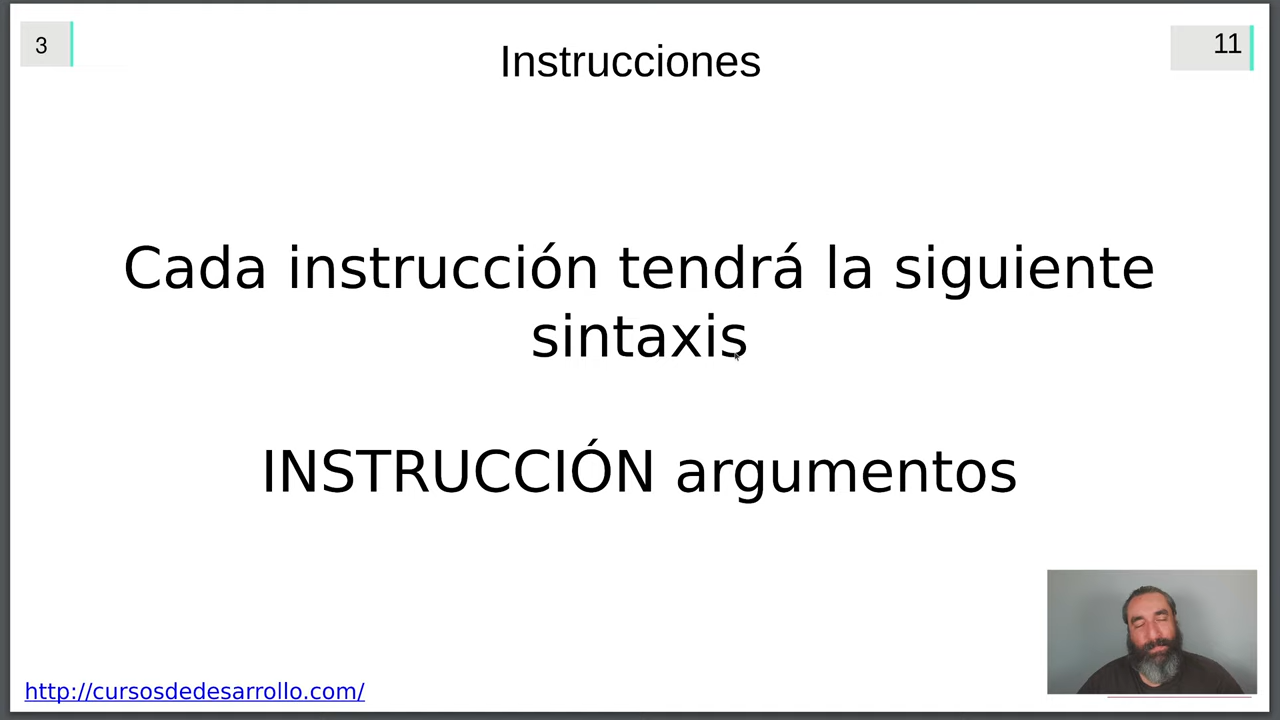 3
Instrucciones
11
Cada instrucción tendrá la siguiente
sintaxis
INSTRUCCIÓN argumentos
http://cursosdedesarrollo.com/